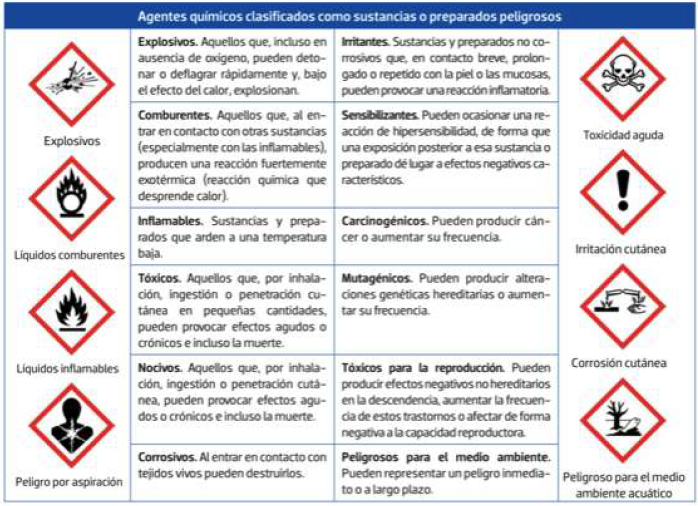 Agentes químicos clasificados como sustancias o preparados peligrosos
Explosivos
Líquidos comburentes
Líquidos inflamables
Peligro por aspiración
Explosivos. Aquellos que, incluso en
ausencia de oxígeno, pueden deto-
nar o deflagrar rápidamente y, bajo
el efecto del calor, explosionan.
Comburentes. Aquellos que, al en-
trar en contacto con otras sustancias
(especialmente con las inflamables),
producen una reacción fuertemente
exotérmica (reacción química que
desprende calor).
Inflamables. Sustancias y prepa-
rados que arden a una temperatura
baja.
Tóxicos. Aquellos que, por inhala-
ción, ingestión o penetración cu-
tánea en pequeñas cantidades,
pueden provocar efectos agudos o
crónicos e incluso la muerte.
Nocivos. Aquellos que, por inhala-
ción, ingestión o penetración cutá-
nea, pueden provocar efectos agu-
dos o crónicos e incluso la muerte.
Corrosivos. Al entrar en contacto con
tejidos vivos pueden destruirlos.
Irritantes. Sustancias y preparados no co-
rrosivos que, en contacto breve, prolon-
gado o repetido con la piel o las mucosas,
pueden provocar una reacción inflamatoria.
Sensibilizantes. Pueden ocasionar una re-
acción de hipersensibilidad, de forma que
una exposición posterior a esa sustancia o
preparado dé lugar a efectos negativos ca-
racterísticos.
Carcinogénicos. Pueden producir cán-
cer o aumentar su frecuencia.
Mutagénicos. Pueden producir altera-
ciones genéticas hereditarias o aumen-
tar su frecuencia.
Tóxicos para la reproducción. Pueden
producir efectos negativos no hereditarios
en la descendencia, aumentar la frecuencia
de estos trastornos o afectar de forma
negativa a la capacidad reproductora.
Peligrosos para el medio ambiente.
Pueden representar un peligro inmedia-
to o a largo plazo.
Toxicidad aguda
Irritación cutánea
Corrosión cutánea
Peligroso para el medio
ambiente acuático